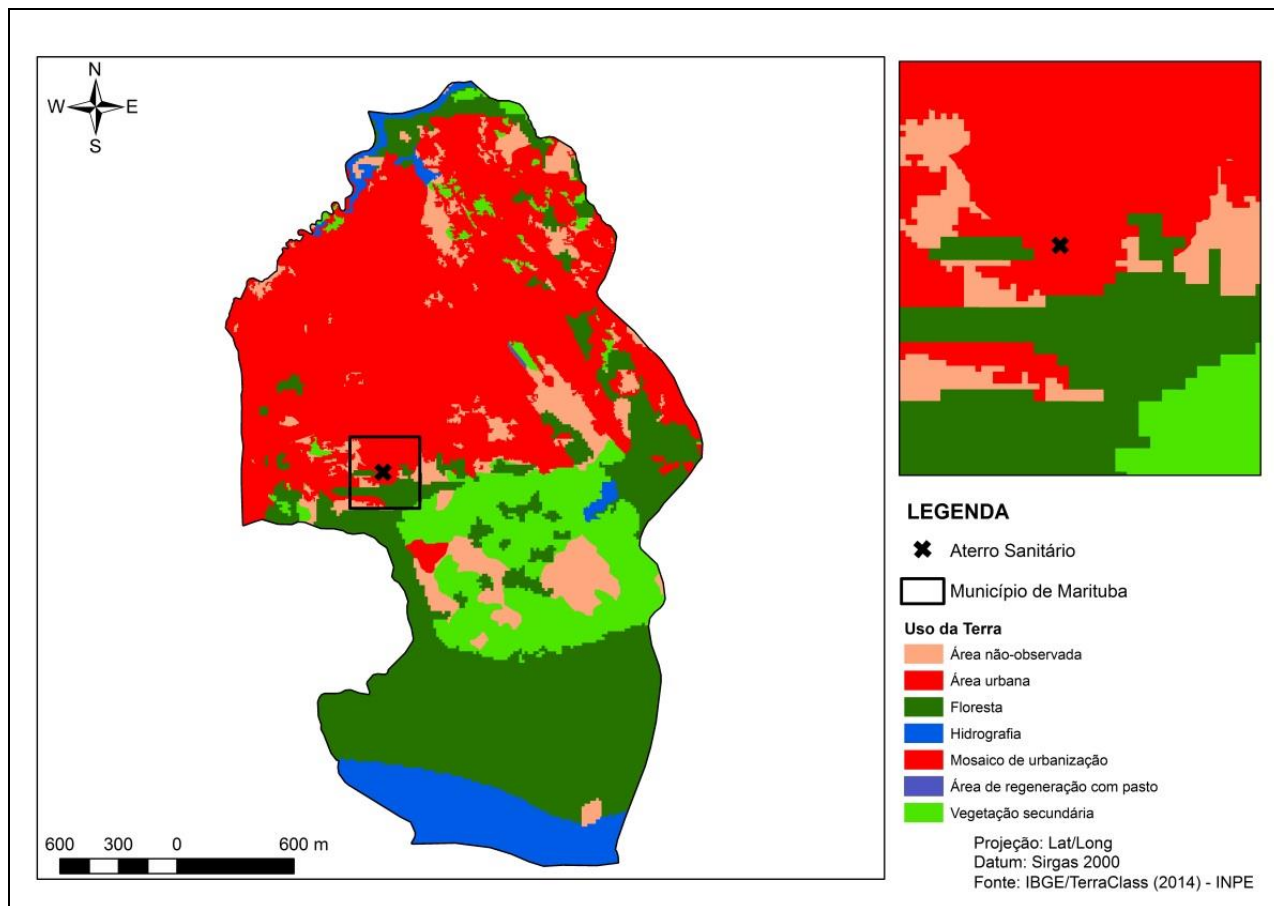 N
W E
S
600 300 0 600 m
LEGENDA
Aterro Sanitário
Município de Marituba
Uso da Terra
Área não-observada
Área urbana
Floresta
Hidrografia
Mosaico de urbanização
Área de regeneração com pasto
Vegetação secundária
Projeção: Lat/Long
Datum: Sirgas 2000
Fonte: IBGE/TerraClass (2014) - INPE